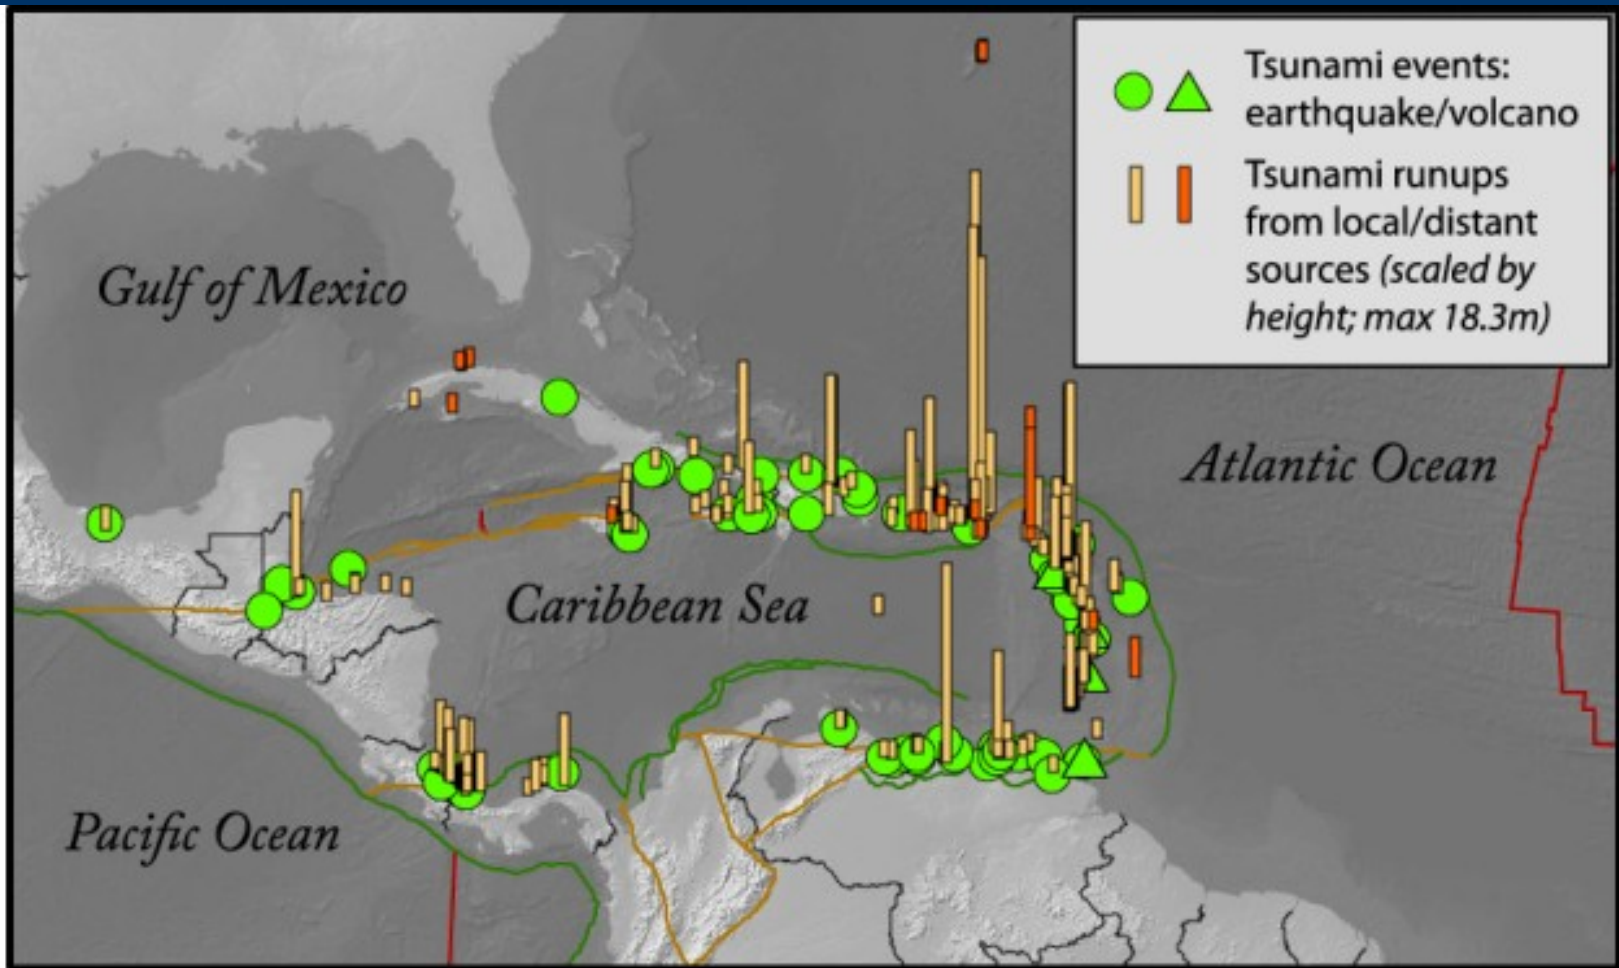 Tsunami events:
earthquake/volcano
Tsunami runups
from local/distant
sources (scaled by
height; max 18.3m)
Gulf of Mexico
Atlantic Ocean
Caribbean Sea
Pacific Ocean